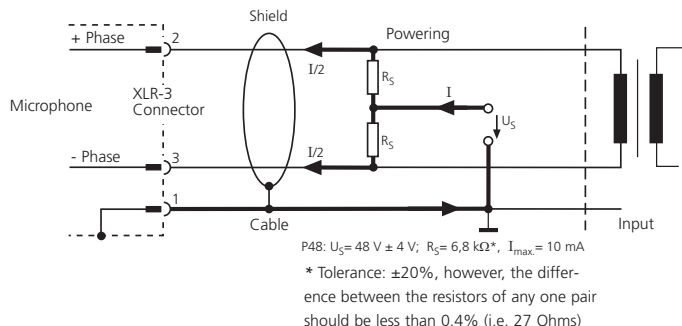 Shield
+ Phase
2
Powering
I/2
R_S
I
Microphone
XLR-3
Connector
U_S
R_S
- Phase
3
I/2
1
Cable
Input
P48: U_S= 48 V ± 4 V; R_S= 6,8 kΩ*, I_max.= 10 mA
* Tolerance: ±20%, however, the differ-
ence between the resistors of any one pair
should be less than 0.4% (i.e. 27 Ohms)